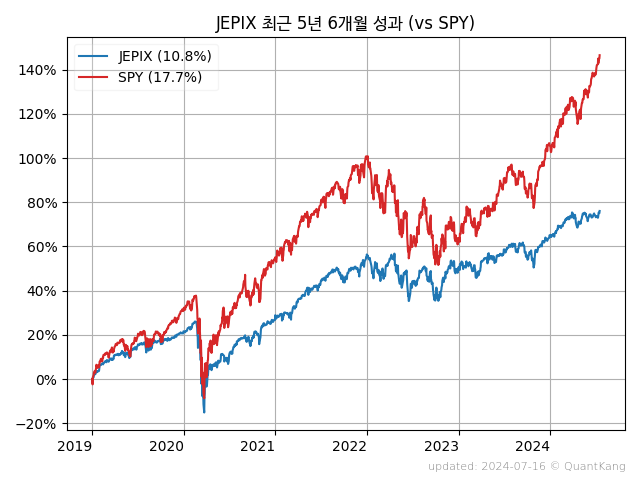 JEPIX 최근 5년 6개월 성과 (vs SPY)
JEPIX (10.8%)
SPY (17.7%)
140%
120%
100%
80%
60%
40%
20%
0%
−20%
2019 2020 2021 2022 2023 2024
updated: 2024-07-16 © QuantKang